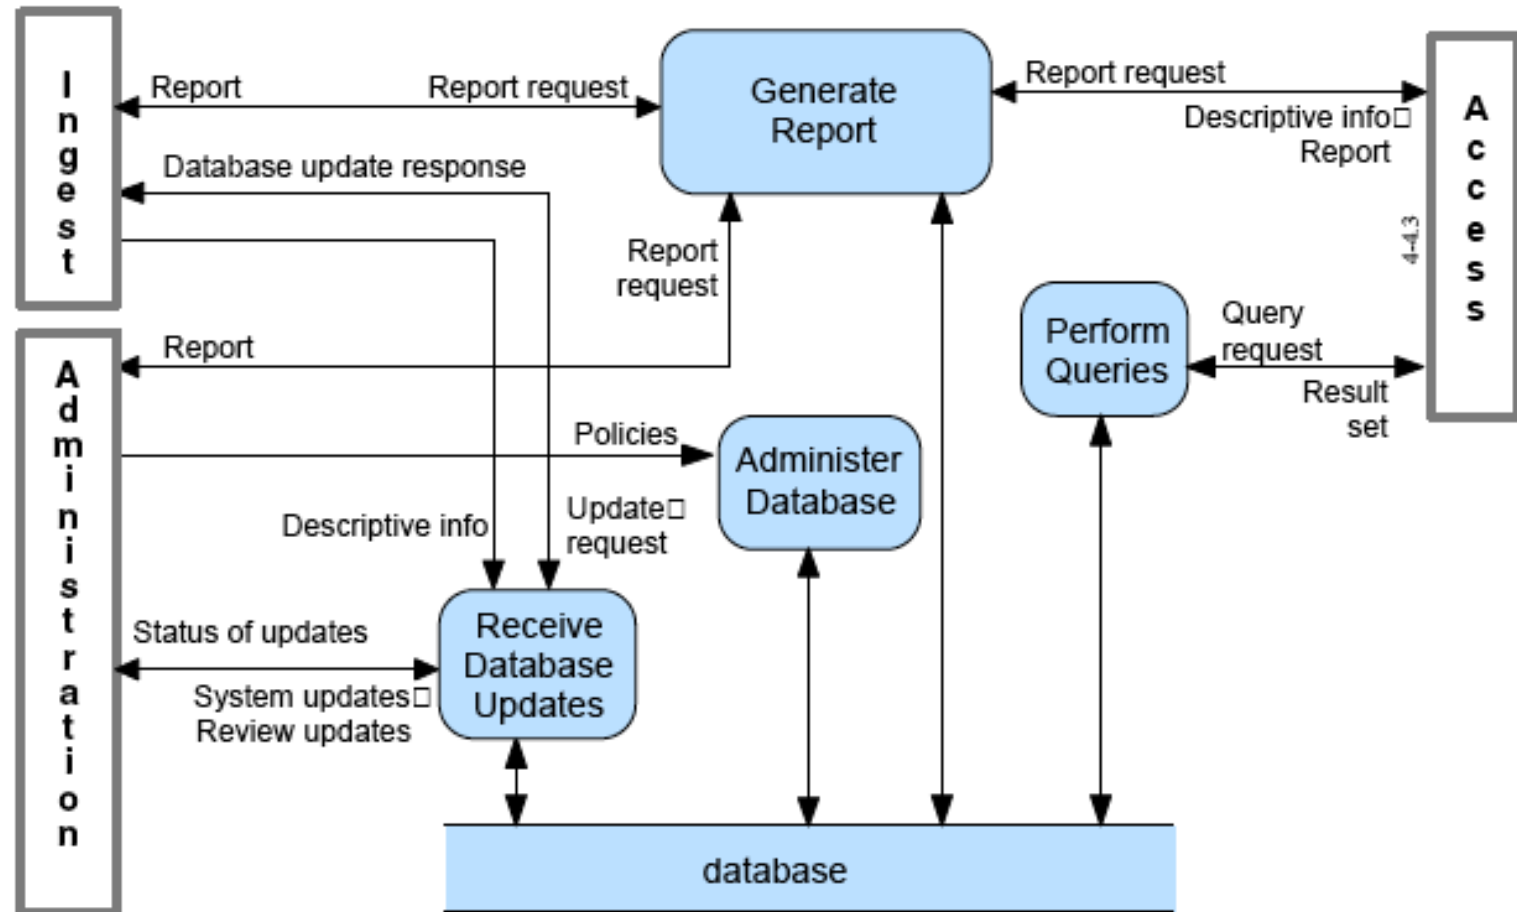 Ingest
Report
Report request
Generate
Report
Report request
Descriptive info
Report
Access
4-4.3
Database update response
Report
request
Report
Administration
Perform
Queries
Query
request
Result
set
Policies
Administer
Database
Descriptive info
Update
request
Status of updates
System updates
Review updates
Receive
Database
Updates
database